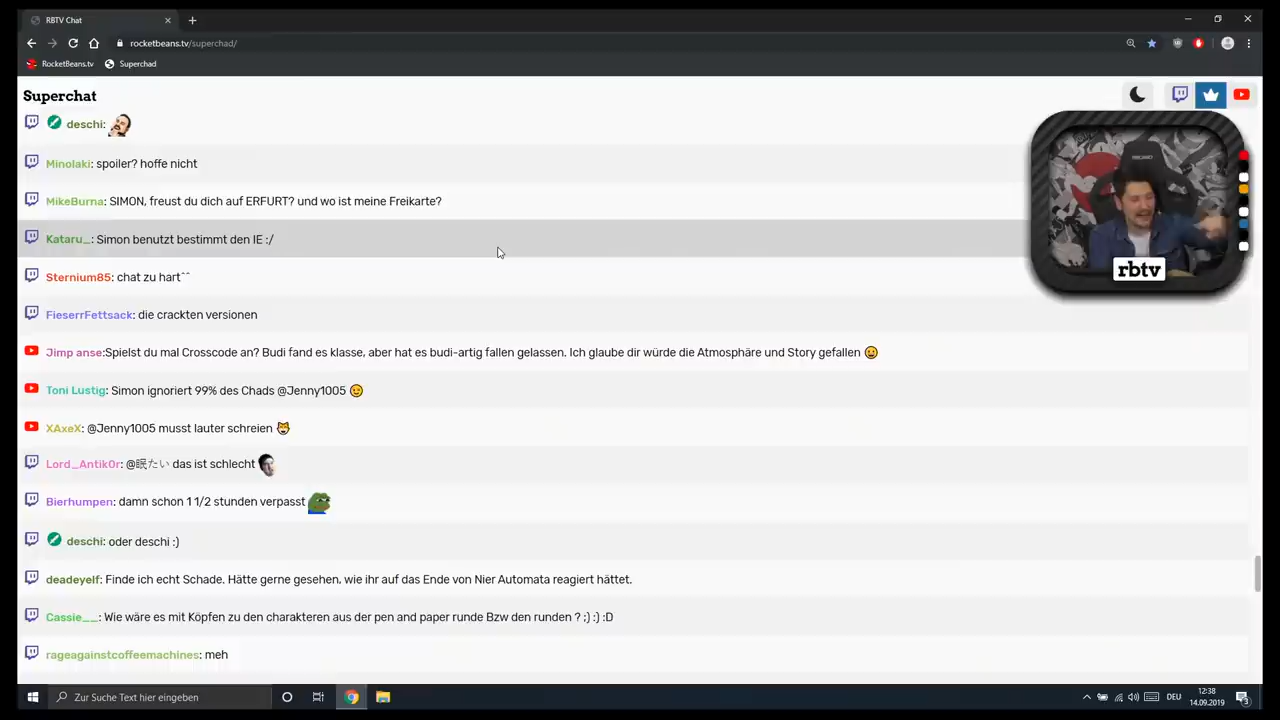 RBTV Chat
rocketbeans.tv/superchad/
RocketBeans.tv Superchad
Superchat
deschi:
Minolaki: spoiler? hoffe nicht
MikeBurna: SIMON, freust du dich auf ERFURT? und wo ist meine Freikarte?
Kataru_: Simon benutzt bestimmt den IE :/
Sternium85: chat zu hart^^
FieserrFettsack: die crackten versionen
Jimp anse:Spielst du mal Crosscode an? Budi fand es klasse, aber hat es budi-artig fallen gelassen. Ich glaube dir würde die Atmosphäre und Story gefallen
Toni Lustig: Simon ignoriert 99% des Chads @Jenny1005
XAxeX: @Jenny1005 musst lauter schreien
Lord_Antik0r: @眠たい das ist schlecht
Bierhumpen: damn schon 1 1/2 stunden verpasst
deschi: oder deschi :)
deadeyelf: Finde ich echt Schade. Hätte gerne gesehen, wie ihr auf das Ende von Nier Automata reagiert hättet.
Cassie__: Wie wäre es mit Köpfen zu den charakteren aus der pen and paper runde Bzw den runden ? ;) :) :D
rageagainstcoffeemachines: meh
rbtv
Zur Suche Text hier eingeben
DEU
12:38
14.09.2019
3